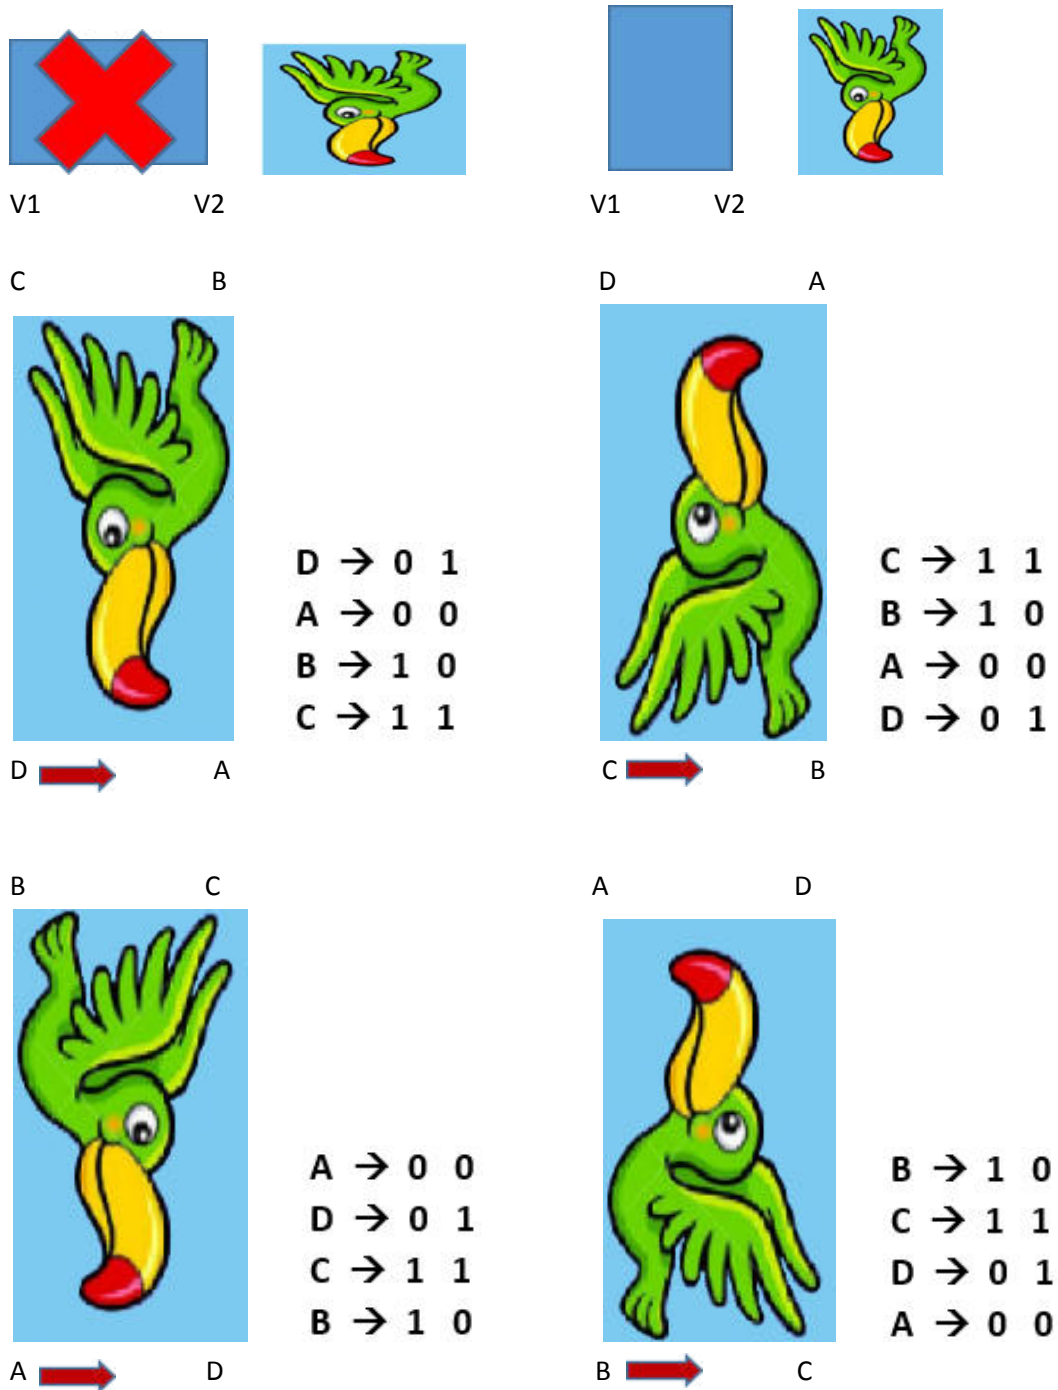 V1 V2 V1 V2
C B D A
D → 0 1
A → 0 0
B → 1 0
C → 1 1
C → 1 1
B → 1 0
A → 0 0
D → 0 1
D A C B
B C A D
A → 0 0
D → 0 1
C → 1 1
B → 1 0
B → 1 0
C → 1 1
D → 0 1
A → 0 0
A D B C